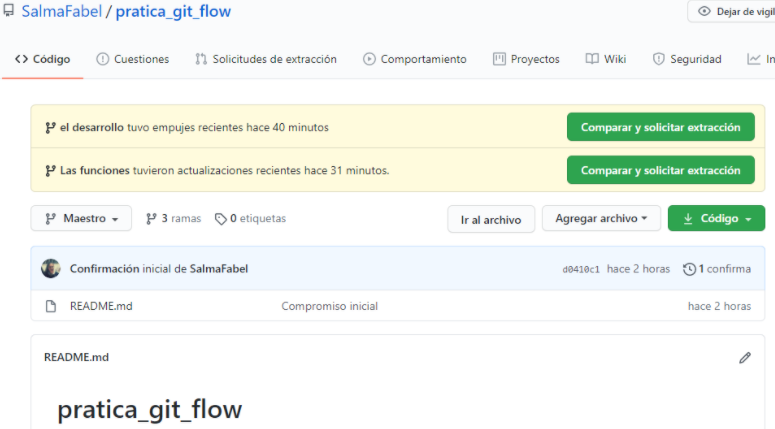 SalmaFabel / pratica_git_flow
Dejar de vigil
Código Cuestiones Solicitudes de extracción Comportamiento Proyectos Wiki Seguridad In
el desarrollo tuvo empujes recientes hace 40 minutos Comparar y solicitar extracción
Las funciones tuvieron actualizaciones recientes hace 31 minutos. Comparar y solicitar extracción
Maestro 3 ramas 0 etiquetas Ir al archivo Agregar archivo Código
Confirmación inicial de SalmaFabel d0410c1 hace 2 horas 1 confirma
README.md Compromiso inicial hace 2 horas
README.md
pratica_git_flow